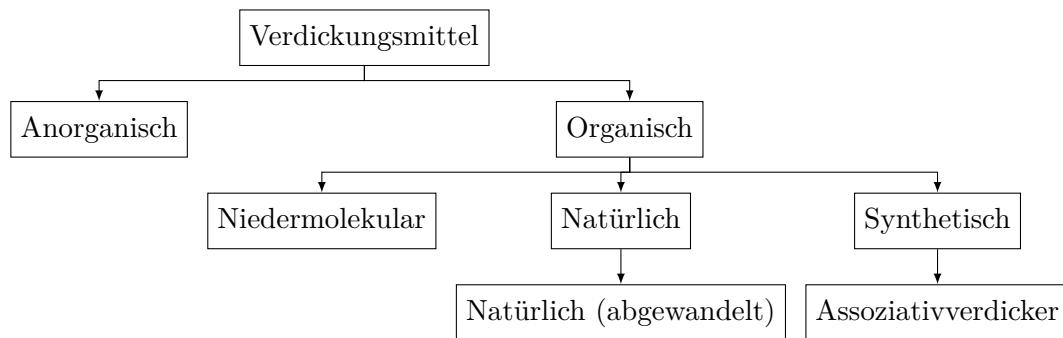 Verdickungsmittel
Anorganisch
Organisch
Niedermolekular
Natürlich
Synthetisch
Natürlich (abgewandelt)
Assoziativverdicker